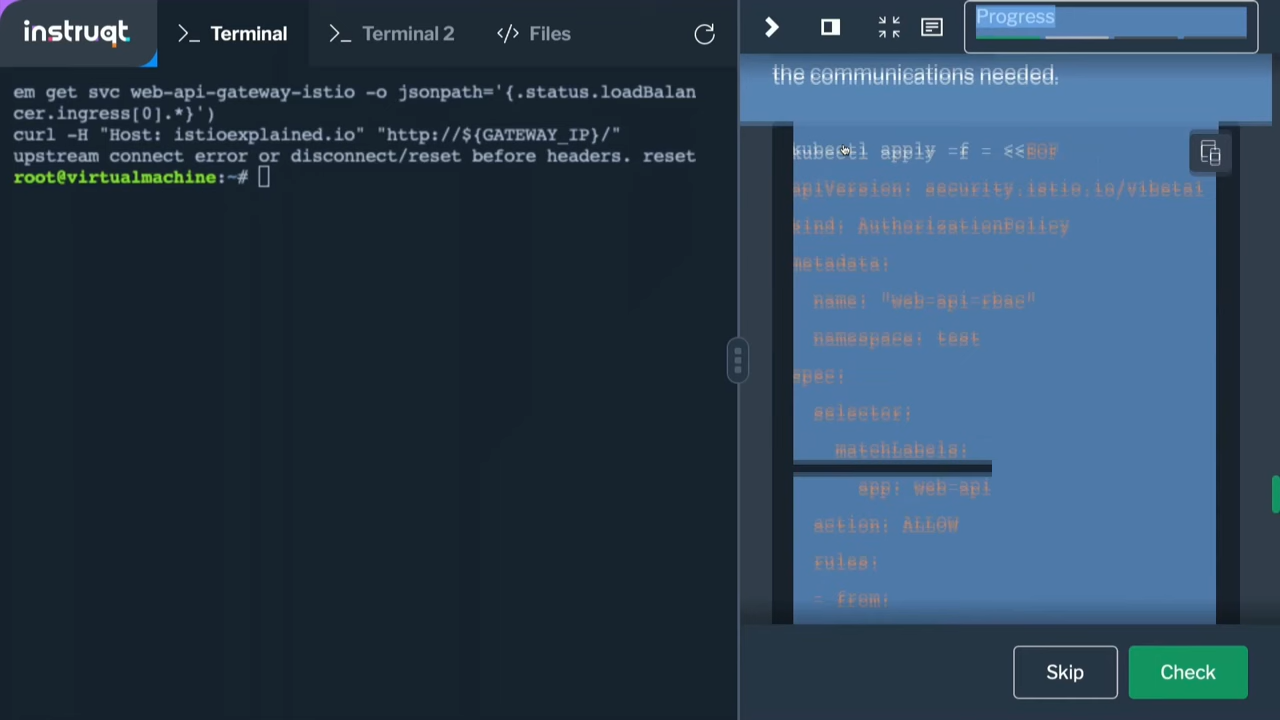 instruqt
>_ Terminal
>_ Terminal 2
</> Files
Progress
em get svc web-api-gateway-istio -o jsonpath='{.status.loadBalan
cer.ingress[0].*}')
curl -H "Host: istioexplained.io" "http://${GATEWAY_IP}/"
upstream connect error or disconnect/reset before headers. reset
root@virtualmachine:~#
the communications needed.
kubectl apply -f - <<EOF
apiVersion: security.istio.io/v1beta1
kind: AuthorizationPolicy
metadata:
name: "web-api-rbac"
namespace: test
spec:
selector:
matchLabels:
app: web-api
action: ALLOW
rules:
- from:
Skip
Check